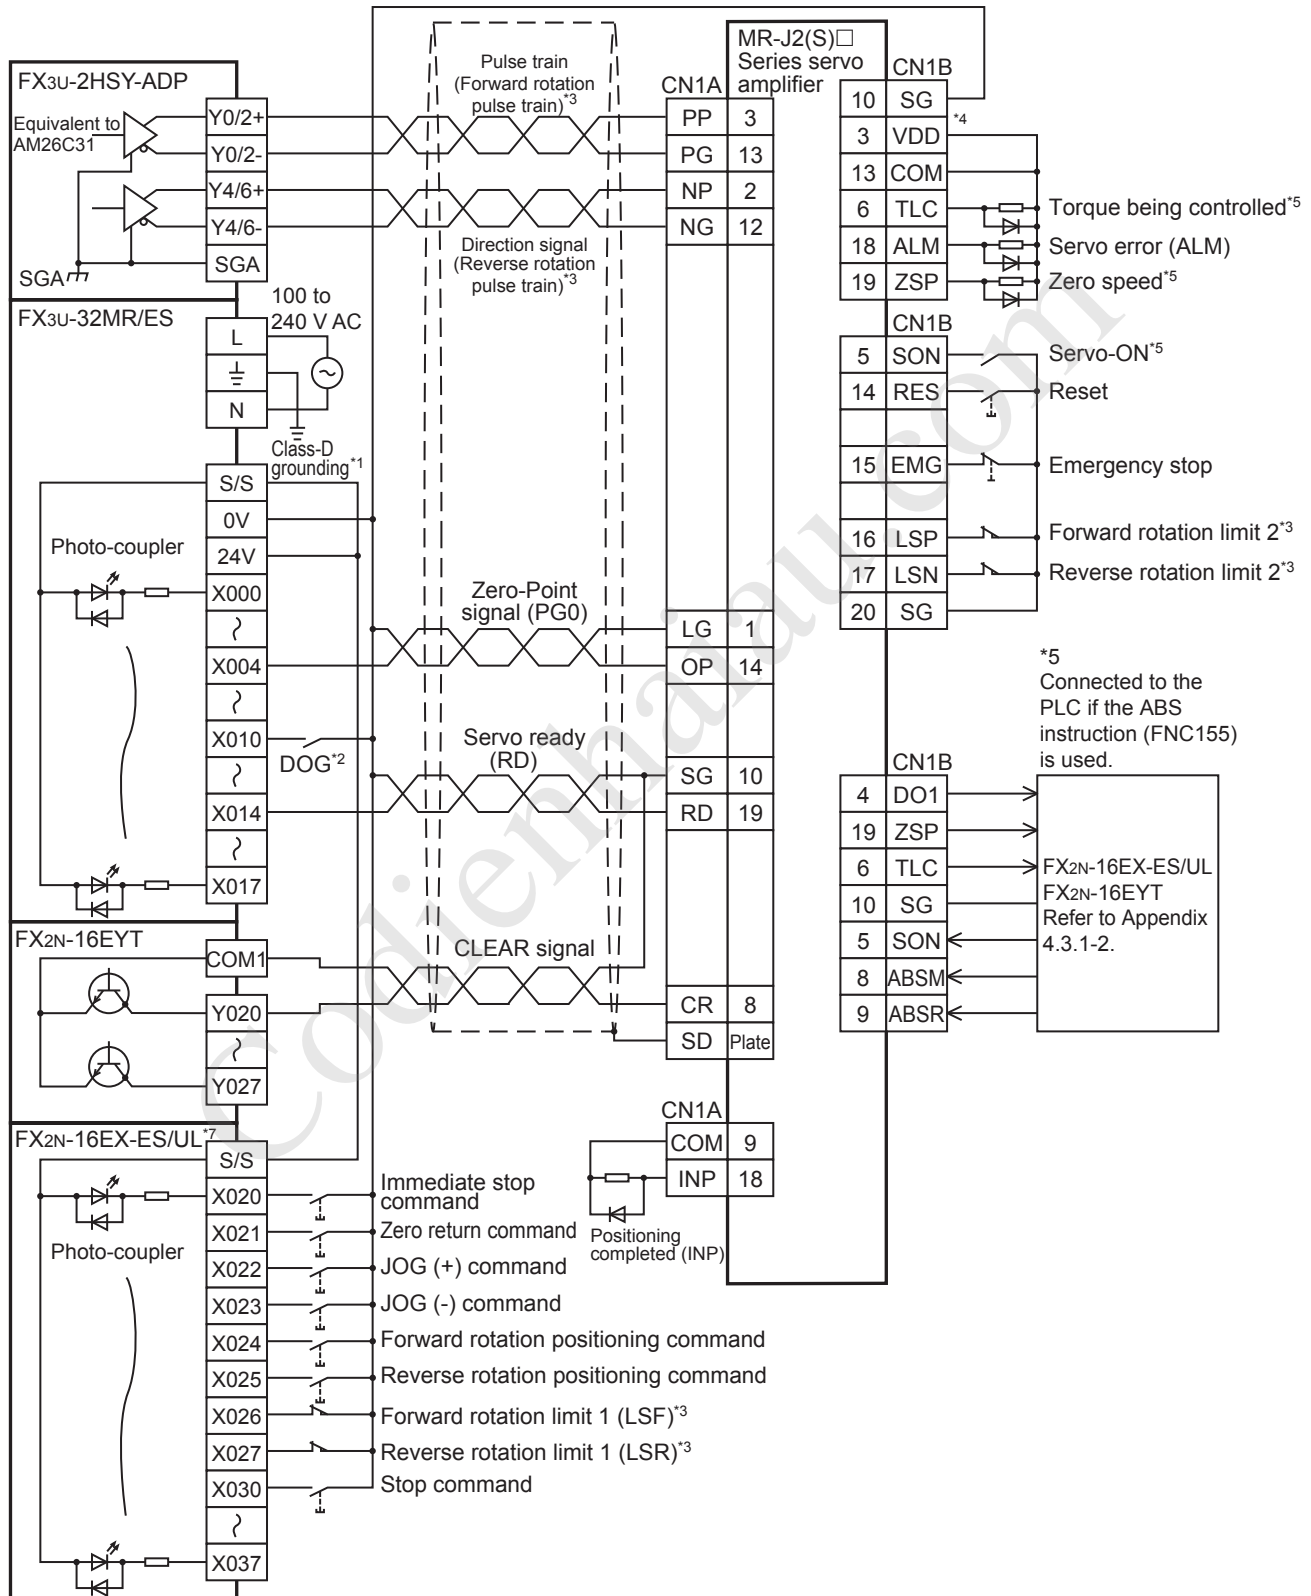 FX3U-2HSY-ADP
Equivalent to
AM26C31
Y0/2+
Y0/2-
Y4/6+
Y4/6-
SGA
SGA
Pulse train
(Forward rotation
pulse train)*3
Direction signal
(Reverse rotation
pulse train)*3
CN1A
PP 3
PG 13
NP 2
NG 12
MR-J2(S)□
Series servo
amplifier
CN1B
10 SG
*4
3 VDD
13 COM
6 TLC
Torque being controlled*5
18 ALM
Servo error (ALM)
19 ZSP
Zero speed*5
FX3U-32MR/ES
L
N
100 to
240 V AC
Class-D
grounding*1
S/S
0V
24V
Photo-coupler
X000
X004
X010
X014
X017
DOG*2
Zero-Point
signal (PG0)
LG 1
OP 14
Servo ready
(RD)
SG 10
RD 19
CN1B
5 SON
Servo-ON*5
14 RES
Reset
15 EMG
Emergency stop
16 LSP
Forward rotation limit 2*3
17 LSN
Reverse rotation limit 2*3
20 SG
*5
Connected to the
PLC if the ABS
instruction (FNC155)
is used.
CN1B
4 DO1
19 ZSP
6 TLC
10 SG
5 SON
8 ABSM
9 ABSR
FX2N-16EX-ES/UL
FX2N-16EYT
Refer to Appendix
4.3.1-2.
FX2N-16EYT
COM1
Y020
Y027
CLEAR signal
CR 8
SD Plate
CN1A
COM 9
INP 18
Positioning
completed (INP)
FX2N-16EX-ES/UL*7
S/S
Photo-coupler
X020
Immediate stop
command
X021
Zero return command
X022
JOG (+) command
X023
JOG (-) command
X024
Forward rotation positioning command
X025
Reverse rotation positioning command
X026
Forward rotation limit 1 (LSF)*3
X027
Reverse rotation limit 1 (LSR)*3
X030
Stop command
X037
Codienhaiau.com